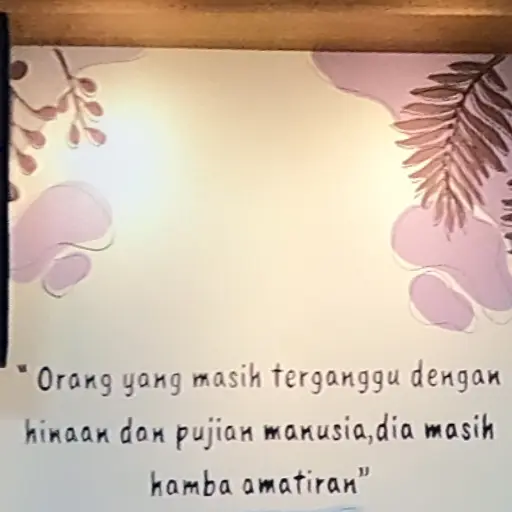 " Orang yang masih terganggu dengan
hinaan dan pujian manusia,dia masih
hamba amatiran"